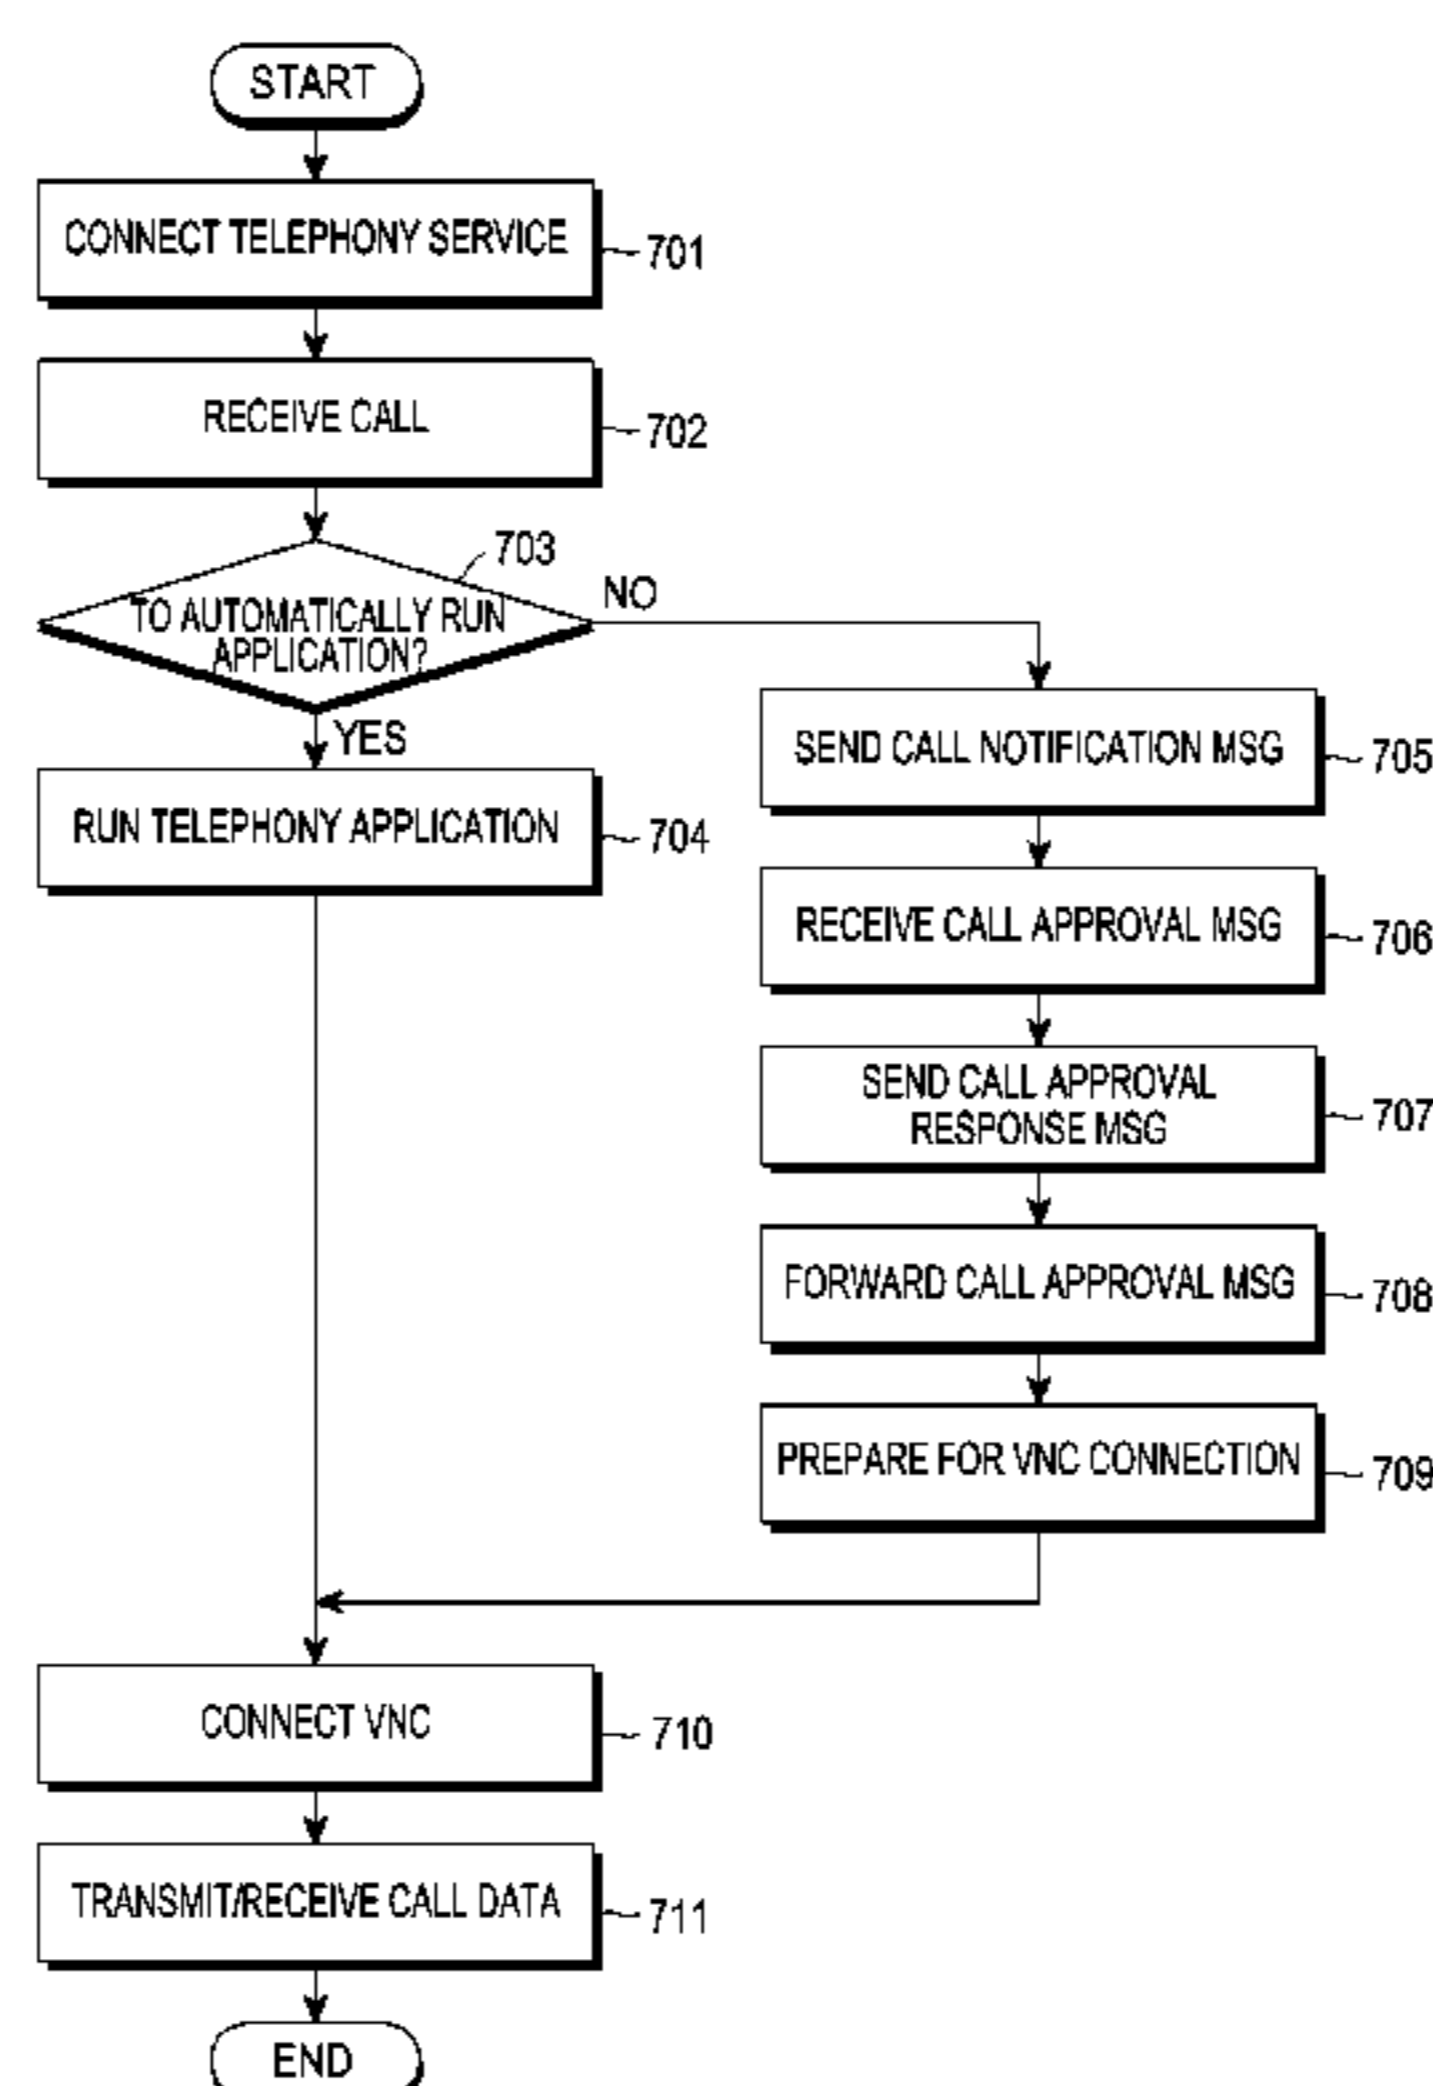 START
CONNECT TELEPHONY SERVICE
701
RECEIVE CALL
702
703
TO AUTOMATICALLY RUN
APPLICATION?
NO
YES
RUN TELEPHONY APPLICATION
704
SEND CALL NOTIFICATION MSG
705
RECEIVE CALL APPROVAL MSG
706
SEND CALL APPROVAL
RESPONSE MSG
707
FORWARD CALL APPROVAL MSG
708
PREPARE FOR VNC CONNECTION
709
CONNECT VNC
710
TRANSMIT/RECEIVE CALL DATA
711
END